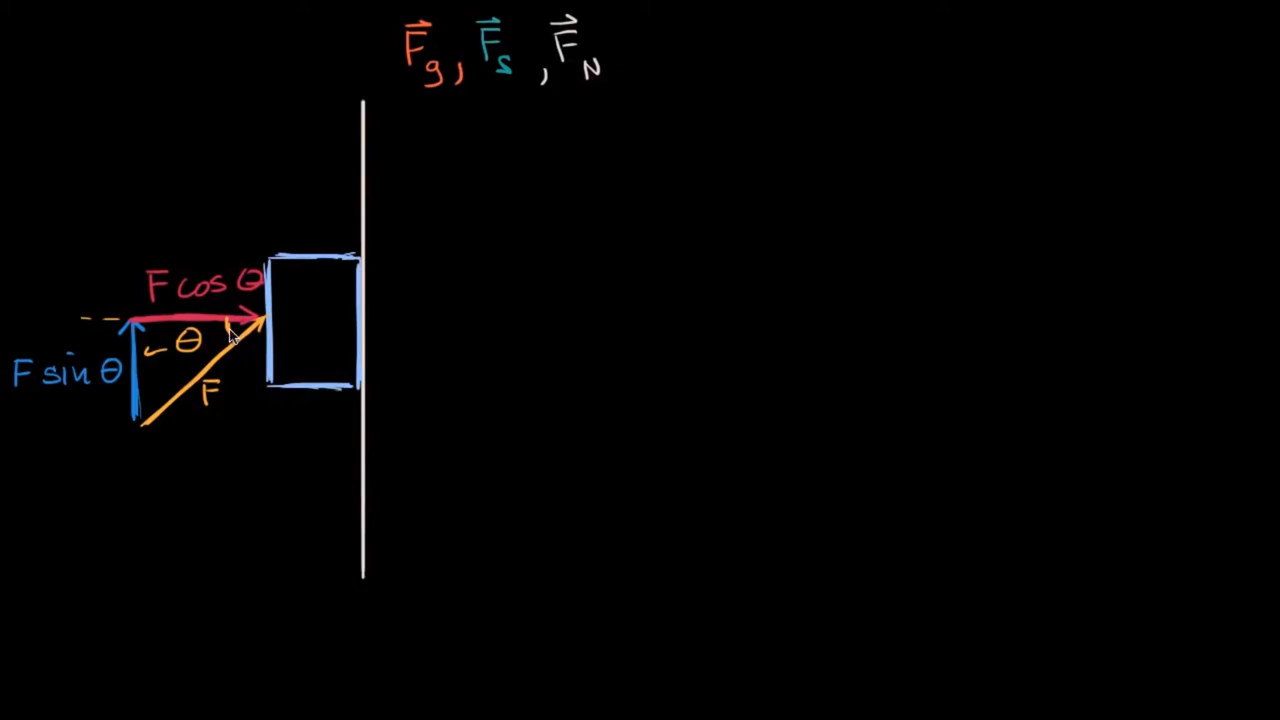 F⃗g, F⃗s, F⃗N
F cos θ
θ
F sin θ
F